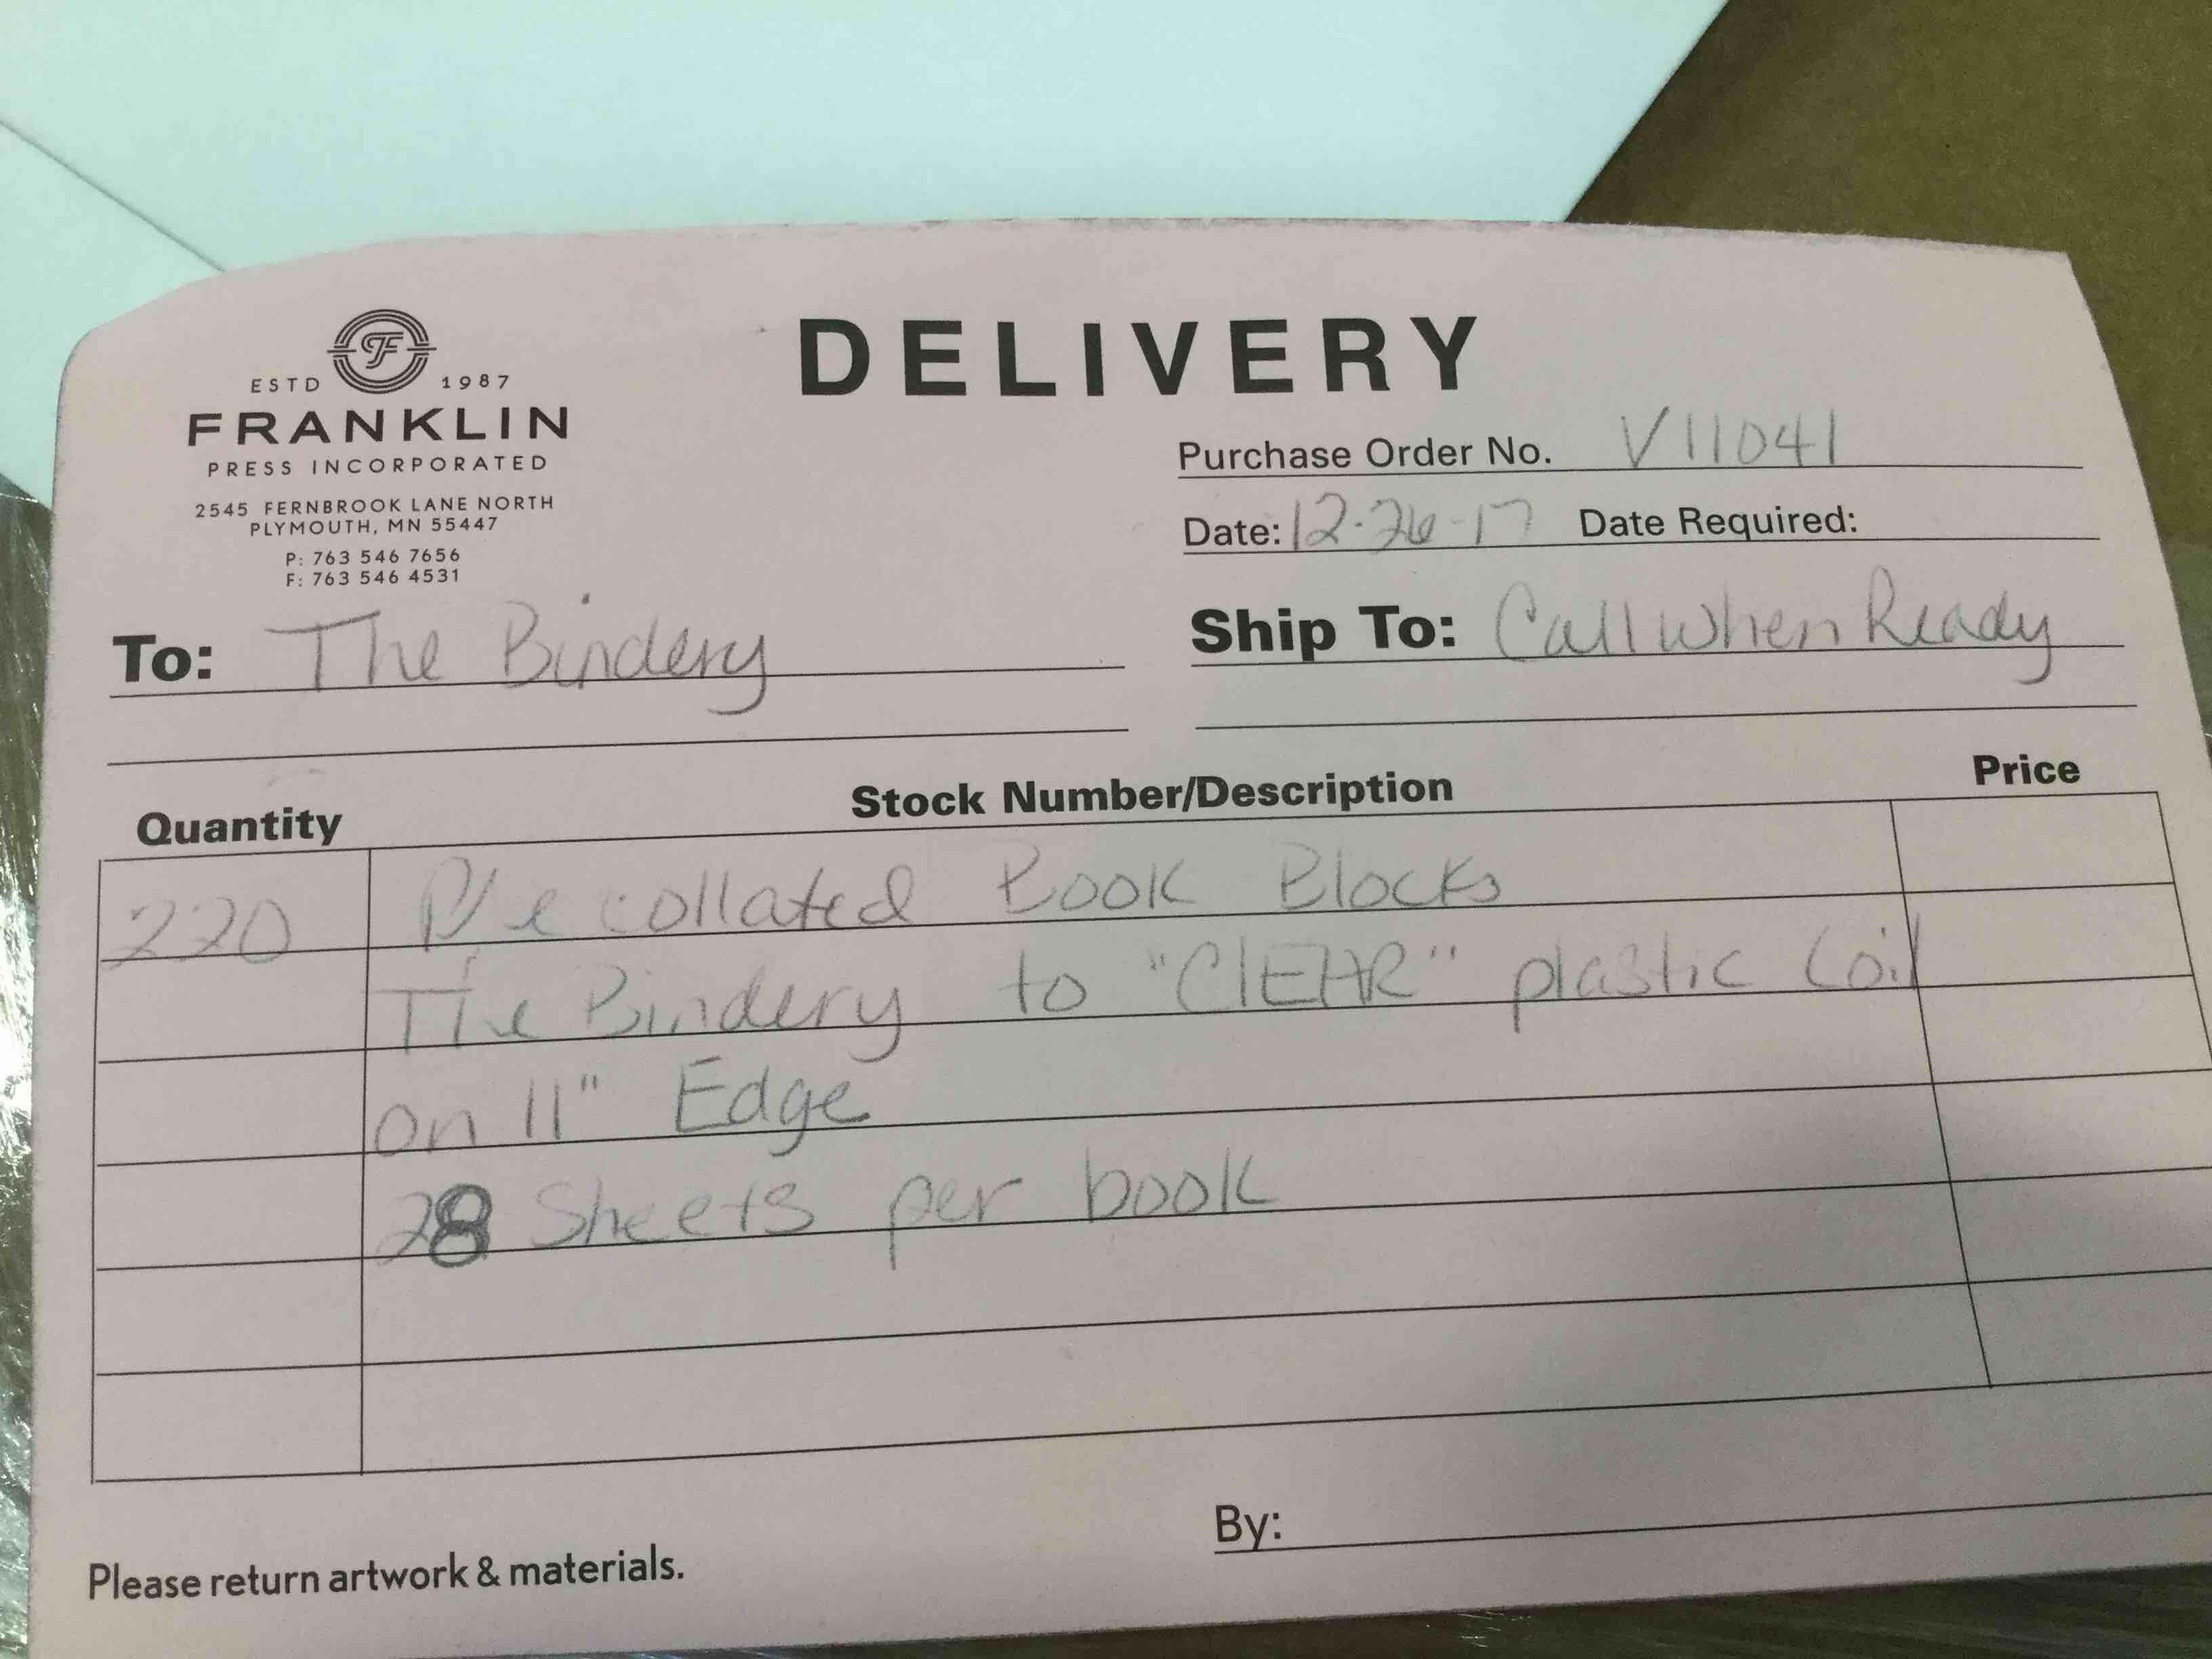 ESTD F 1987
FRANKLIN
PRESS INCORPORATED
2545 FERNBROOK LANE NORTH
PLYMOUTH, MN 55447
P: 763 546 7656
F: 763 546 4531
DELIVERY
Purchase Order No. V11041
Date: 12-26-17 Date Required:
To: The Bindery
Ship To: Call when Ready
Quantity Stock Number/Description Price
220 Pre collated Book Blocks
The Bindery to "ClEAR" plastic Coil
on 11" Edge
28 Sheets per book
By:
Please return artwork & materials.